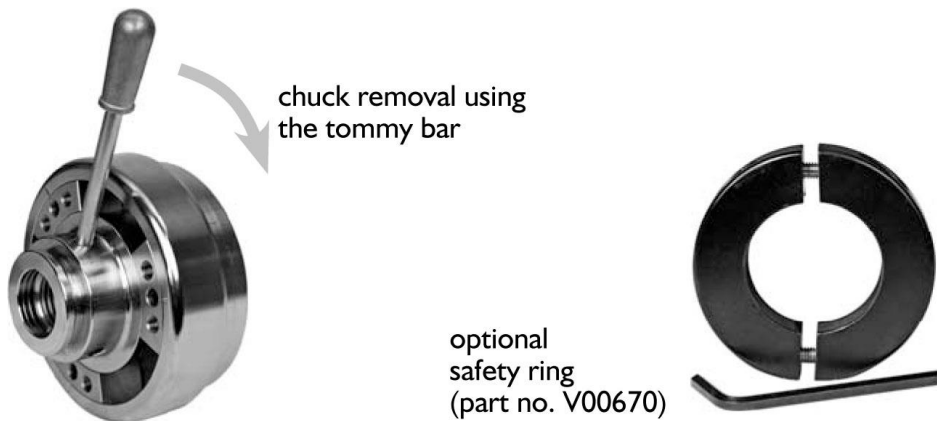 chuck removal using
the tommy bar
optional
safety ring
(part no. V00670)